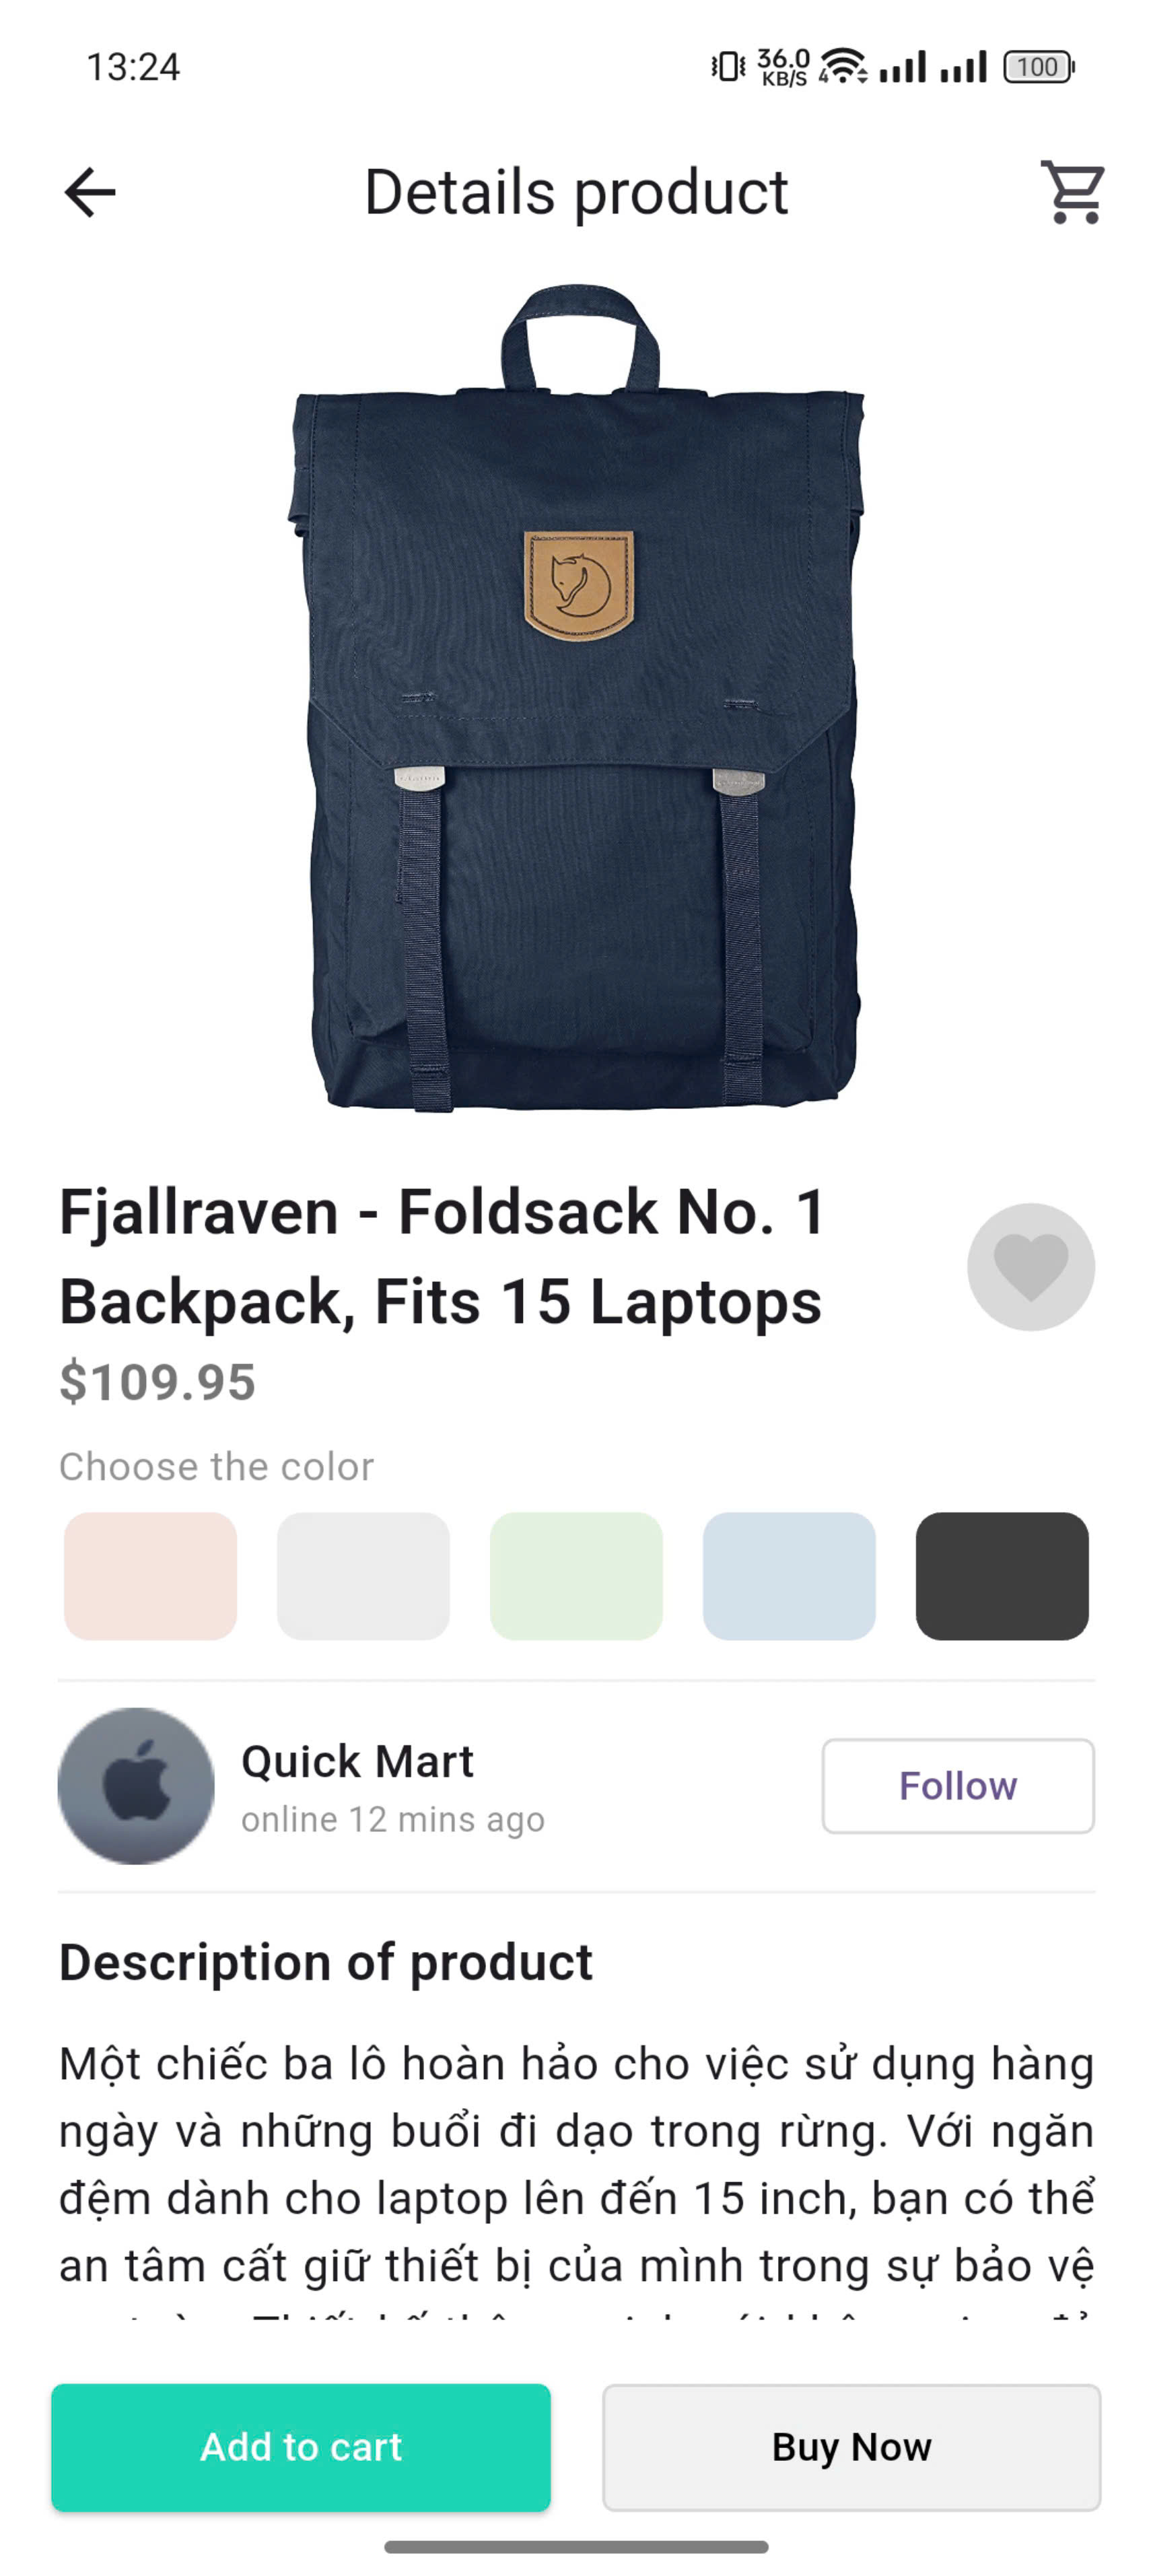 13:24
36.0
KB/S
4
100
Details product
Fjallraven - Foldsack No. 1
Backpack, Fits 15 Laptops
$109.95
Choose the color
Quick Mart
online 12 mins ago
Follow
Description of product
Một chiếc ba lô hoàn hảo cho việc sử dụng hàng
ngày và những buổi đi dạo trong rừng. Với ngăn
đệm dành cho laptop lên đến 15 inch, bạn có thể
an tâm cất giữ thiết bị của mình trong sự bảo vệ
Add to cart
Buy Now